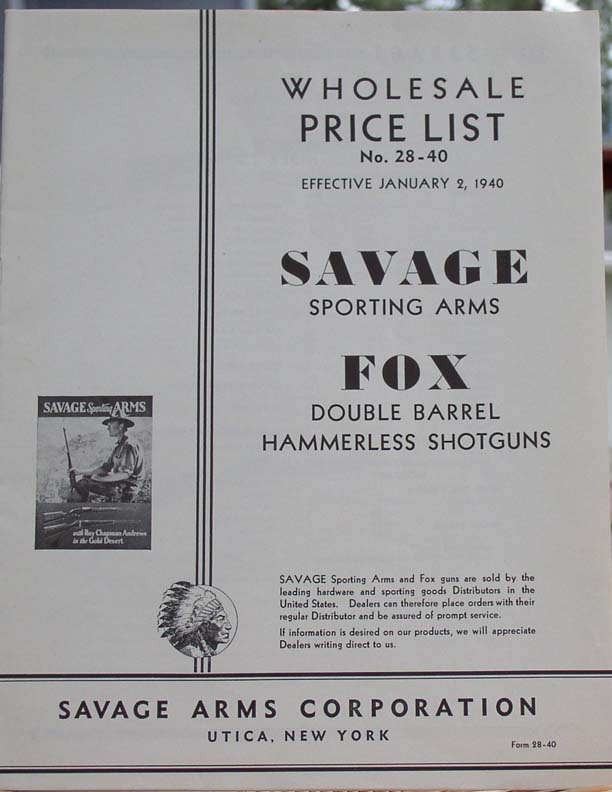 WHOLESALE
PRICE LIST
No. 28-40
EFFECTIVE JANUARY 2, 1940
SAVAGE
SPORTING ARMS
FOX
DOUBLE BARREL
HAMMERLESS SHOTGUNS
SAVAGE Sporting ARMS
with Roy Chapman Andrews
in the Gobi Desert
SAVAGE Sporting Arms and Fox guns are sold by the
leading hardware and sporting goods Distributors in the
United States. Dealers can therefore place orders with their
regular Distributor and be assured of prompt service.
If information is desired on our products, we will appreciate
Dealers writing direct to us.
SAVAGE ARMS CORPORATION
UTICA, NEW YORK
Form 28-40